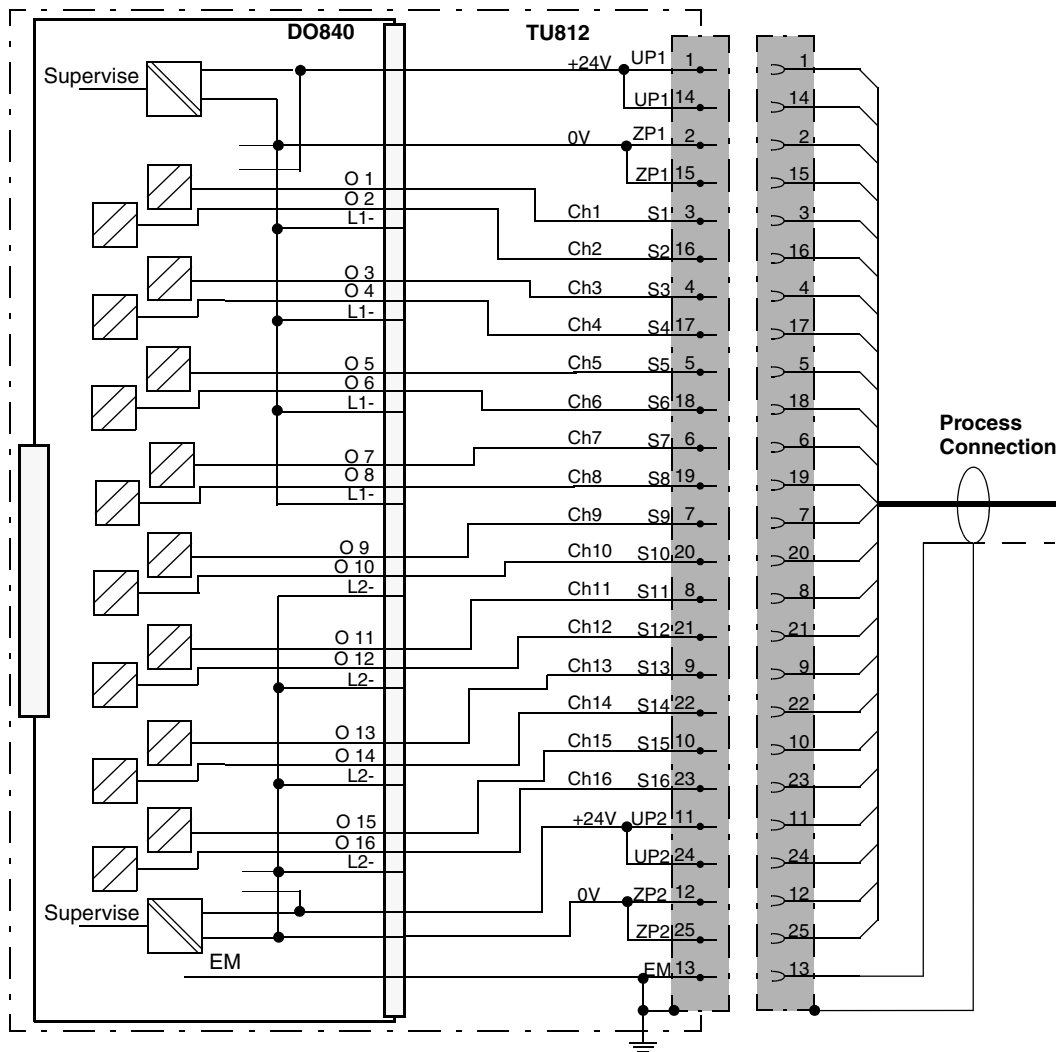 DO840 TU812
Supervise +24V UP1 1 1
UP1 14 14
0V ZP1 2 2
ZP1 15 15
O 1
O 2
L1-
Ch1 S1 3 3
Ch2 S2 16 16
O 3
O 4
L1-
Ch3 S3 4 4
Ch4 S4 17 17
O 5
O 6
L1-
Ch5 S5 5 5
Ch6 S6 18 18
Process
Connection
O 7
O 8
L1-
Ch7 S7 6 6
Ch8 S8 19 19
Ch9 S9 7 7
O 9
O 10
L2-
Ch10 S10 20 20
Ch11 S11 8 8
O 11
O 12
L2-
Ch12 S12 21 21
Ch13 S13 9 9
O 13
O 14
L2-
Ch14 S14 22 22
Ch15 S15 10 10
Ch16 S16 23 23
O 15
O 16
L2-
+24V UP2 11 11
UP2 24 24
0V ZP2 12 12
Supervise
ZP2 25 25
EM
EM 13 13